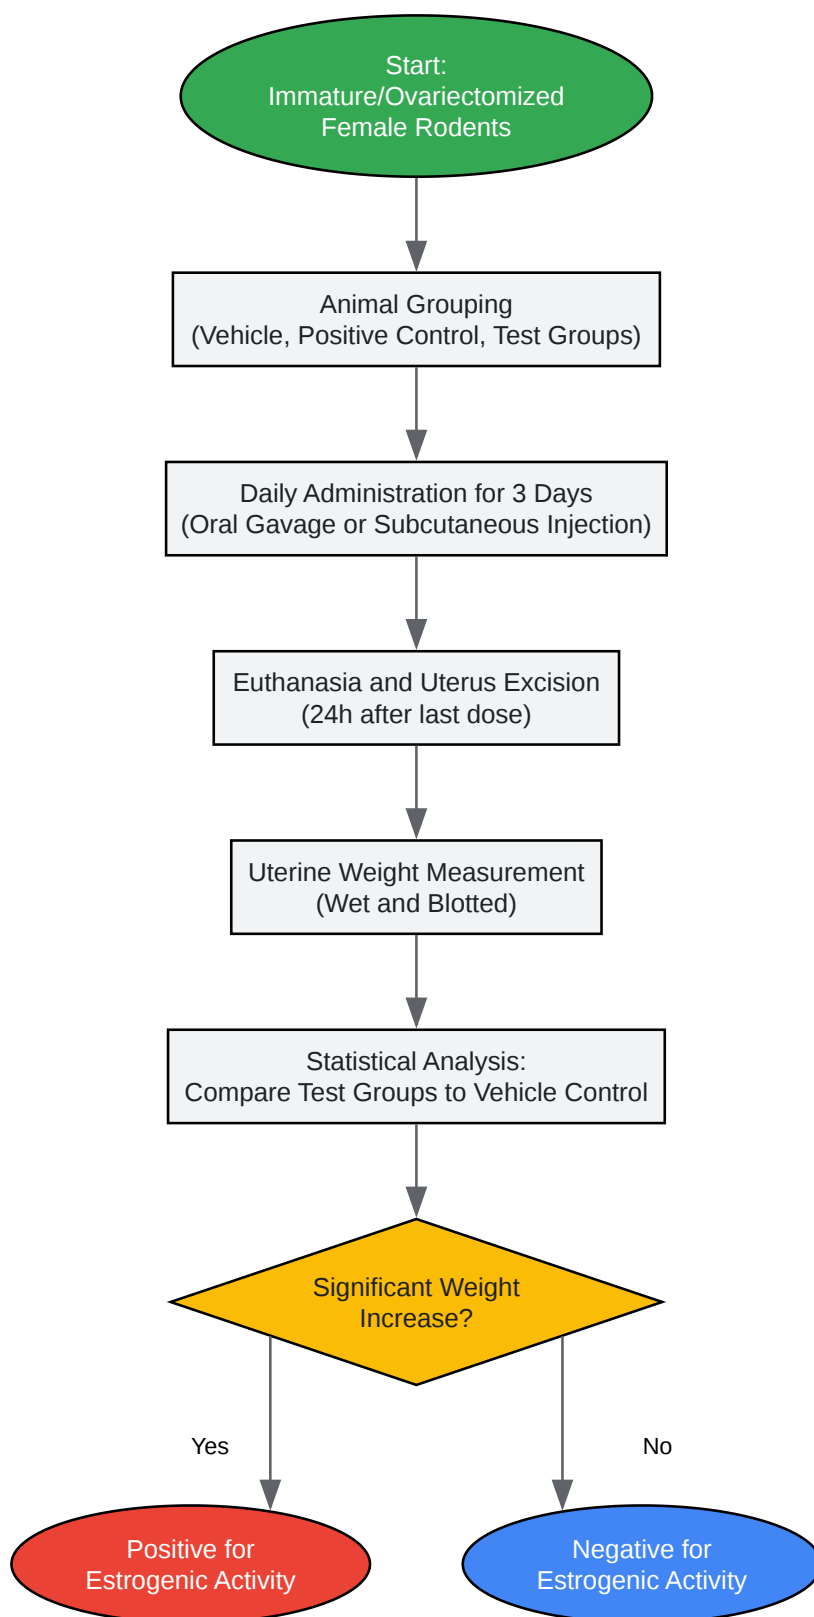 Start:
Immature/Ovariectomized
Female Rodents
Animal Grouping
(Vehicle, Positive Control, Test Groups)
Daily Administration for 3 Days
(Oral Gavage or Subcutaneous Injection)
Euthanasia and Uterus Excision
(24h after last dose)
Uterine Weight Measurement
(Wet and Blotted)
Statistical Analysis:
Compare Test Groups to Vehicle Control
Significant Weight
Increase?
Yes
No
Positive for
Estrogenic Activity
Negative for
Estrogenic Activity